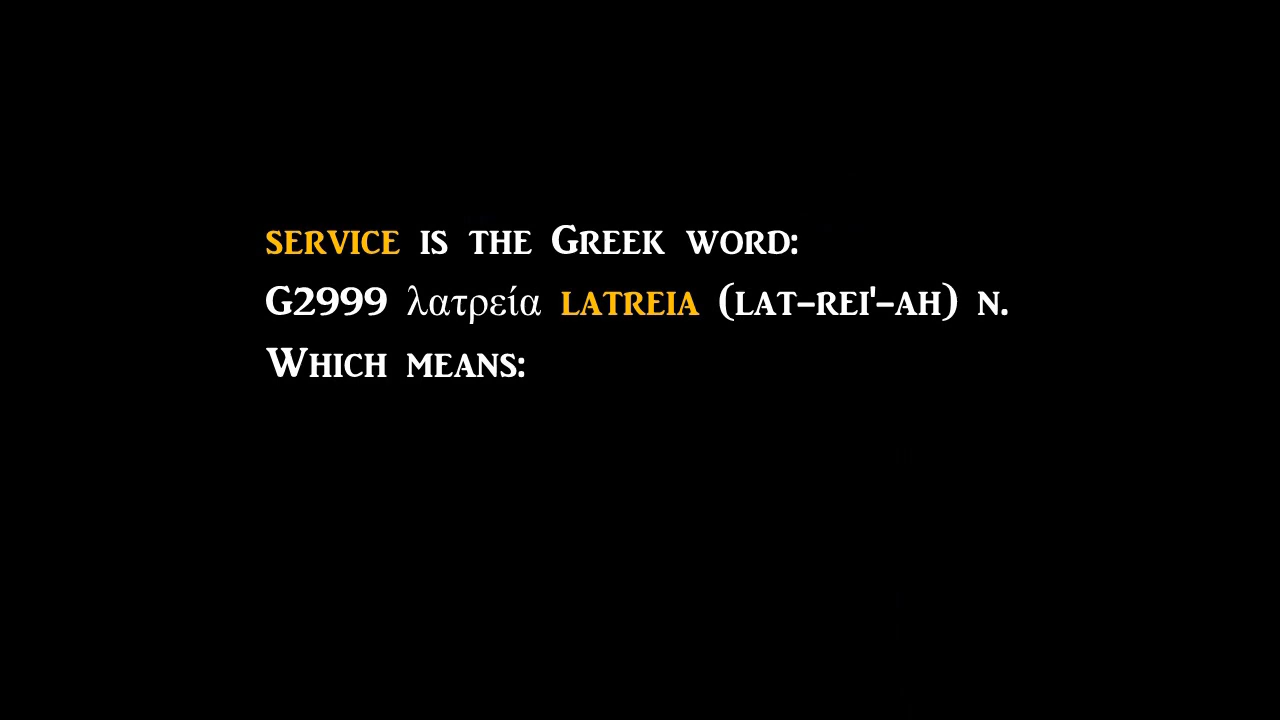 service is the Greek word:
G2999 λατρεία latreia (lat-rei'-ah) n.
Which means: